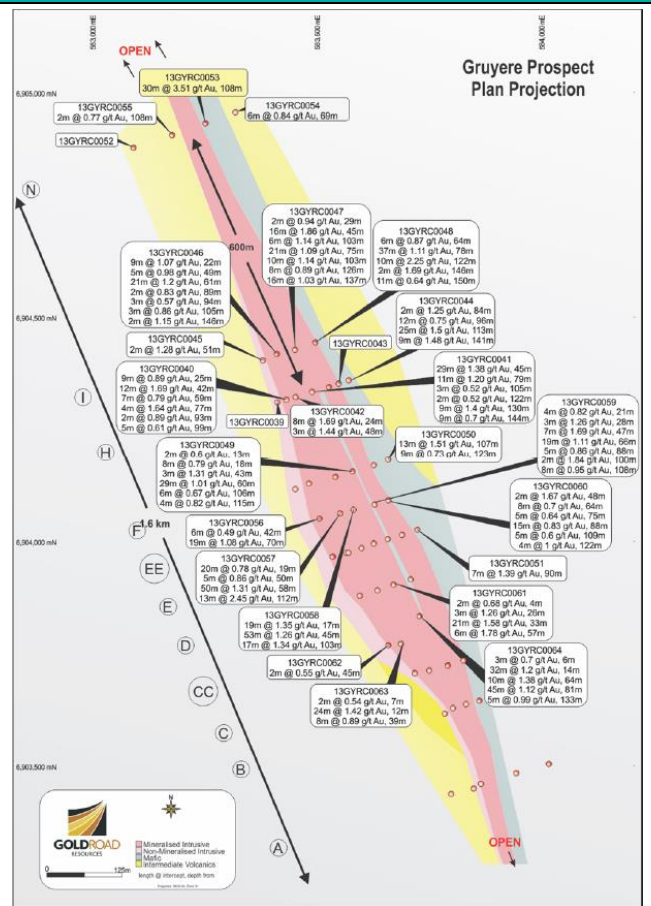 563,000 mE
563,500 mE
564,000 mE
OPEN
Gruyere Prospect
Plan Projection
6,905,000 mN
13GYRC0053
30m @ 3.51 g/t Au, 108m
13GYRC0054
6m @ 0.84 g/t Au, 69m
13GYRC0055
2m @ 0.77 g/t Au, 108m
13GYRC0052
N
600m
13GYRC0047
2m @ 0.94 g/t Au, 29m
16m @ 1.86 g/t Au, 45m
6m @ 1.14 g/t Au, 103m
21m @ 1.09 g/t Au, 75m
10m @ 1.14 g/t Au, 103m
8m @ 0.89 g/t Au, 126m
16m @ 1.03 g/t Au, 137m
13GYRC0048
6m @ 0.87 g/t Au, 64m
37m @ 1.11 g/t Au, 78m
10m @ 2.25 g/t Au, 122m
2m @ 1.69 g/t Au, 146m
11m @ 0.64 g/t Au, 150m
13GYRC0046
9m @ 1.07 g/t Au, 22m
5m @ 0.98 g/t Au, 49m
21m @ 1.2 g/t Au, 61m
2m @ 0.83 g/t Au, 89m
3m @ 0.57 g/t Au, 94m
3m @ 0.86 g/t Au, 105m
2m @ 1.15 g/t Au, 146m
13GYRC0044
2m @ 1.25 g/t Au, 84m
12m @ 0.75 g/t Au, 96m
25m @ 1.5 g/t Au, 113m
9m @ 1.48 g/t Au, 141m
6,904,500 mN
13GYRC0045
2m @ 1.28 g/t Au, 51m
13GYRC0043
13GYRC0041
29m @ 1.38 g/t Au, 45m
11m @ 1.20 g/t Au, 79m
3m @ 0.52 g/t Au, 105m
2m @ 0.52 g/t Au, 122m
9m @ 1.4 g/t Au, 130m
9m @ 0.7 g/t Au, 144m
13GYRC0040
9m @ 0.89 g/t Au, 25m
12m @ 1.69 g/t Au, 42m
7m @ 0.79 g/t Au, 59m
4m @ 1.54 g/t Au, 77m
2m @ 0.89 g/t Au, 93m
5m @ 0.61 g/t Au, 99m
I
13GYRC0039
13GYRC0042
8m @ 1.69 g/t Au, 24m
3m @ 1.44 g/t Au, 48m
13GYRC0059
4m @ 0.82 g/t Au, 21m
3m @ 1.26 g/t Au, 28m
7m @ 1.69 g/t Au, 47m
19m @ 1.11 g/t Au, 66m
5m @ 0.86 g/t Au, 88m
2m @ 1.84 g/t Au, 100m
8m @ 0.95 g/t Au, 108m
H
13GYRC0049
2m @ 0.6 g/t Au, 13m
8m @ 0.79 g/t Au, 18m
3m @ 1.31 g/t Au, 43m
29m @ 1.01 g/t Au, 60m
6m @ 0.67 g/t Au, 106m
4m @ 0.82 g/t Au, 115m
13GYRC0050
13m @ 1.51 g/t Au, 107m
9m @ 0.73 g/t Au, 123m
13GYRC0060
2m @ 1.67 g/t Au, 48m
8m @ 0.7 g/t Au, 64m
5m @ 0.64 g/t Au, 75m
15m @ 0.83 g/t Au, 88m
5m @ 0.6 g/t Au, 109m
4m @ 1 g/t Au, 122m
6,904,000 mN
1.6 km
F
13GYRC0056
6m @ 0.49 g/t Au, 42m
19m @ 1.08 g/t Au, 70m
13GYRC0051
7m @ 1.39 g/t Au, 90m
EE
13GYRC0057
20m @ 0.78 g/t Au, 19m
5m @ 0.86 g/t Au, 50m
50m @ 1.31 g/t Au, 58m
13m @ 2.45 g/t Au, 112m
13GYRC0061
2m @ 0.68 g/t Au, 4m
3m @ 1.26 g/t Au, 26m
21m @ 1.58 g/t Au, 33m
6m @ 1.78 g/t Au, 57m
E
13GYRC0058
19m @ 1.35 g/t Au, 17m
53m @ 1.26 g/t Au, 45m
17m @ 1.34 g/t Au, 103m
D
13GYRC0064
3m @ 0.7 g/t Au, 6m
32m @ 1.2 g/t Au, 14m
10m @ 1.38 g/t Au, 64m
45m @ 1.12 g/t Au, 81m
5m @ 0.99 g/t Au, 133m
13GYRC0062
2m @ 0.55 g/t Au, 45m
CC
13GYRC0063
2m @ 0.54 g/t Au, 7m
24m @ 1.42 g/t Au, 12m
8m @ 0.89 g/t Au, 39m
C
6,903,500 mN
B
N
GOLDROAD
RESOURCES
Mineralised Intrusive
Non-Mineralised Intrusive
Mafic
Intermediate Volcanics
0
125m
length @ intercept, depth from
A
OPEN